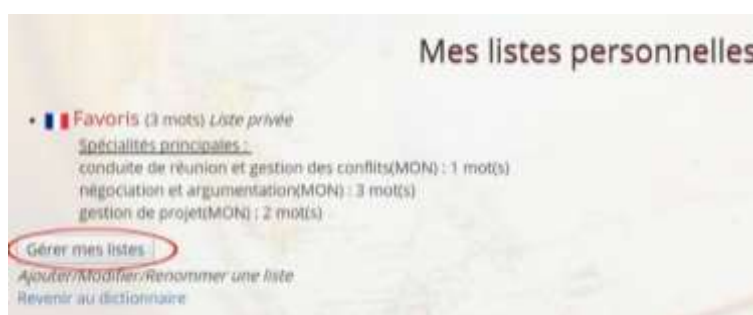 Mes listes personnelles
• Favoris (3 mots) Liste privée
Spécialités principales :
conduite de réunion et gestion des conflits(MON) : 1 mot(s)
négociation et argumentation(MON) : 3 mot(s)
gestion de projet(MON) : 2 mot(s)
Gérer mes listes
Ajouter/Modifier/Renommer une liste
Revenir au dictionnaire